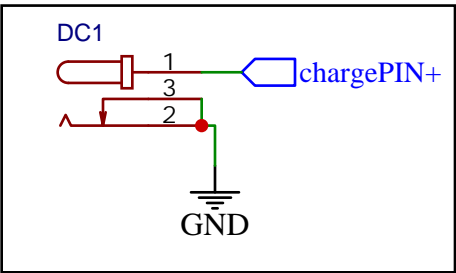 DC1
1
chargePIN+
3
2
GND